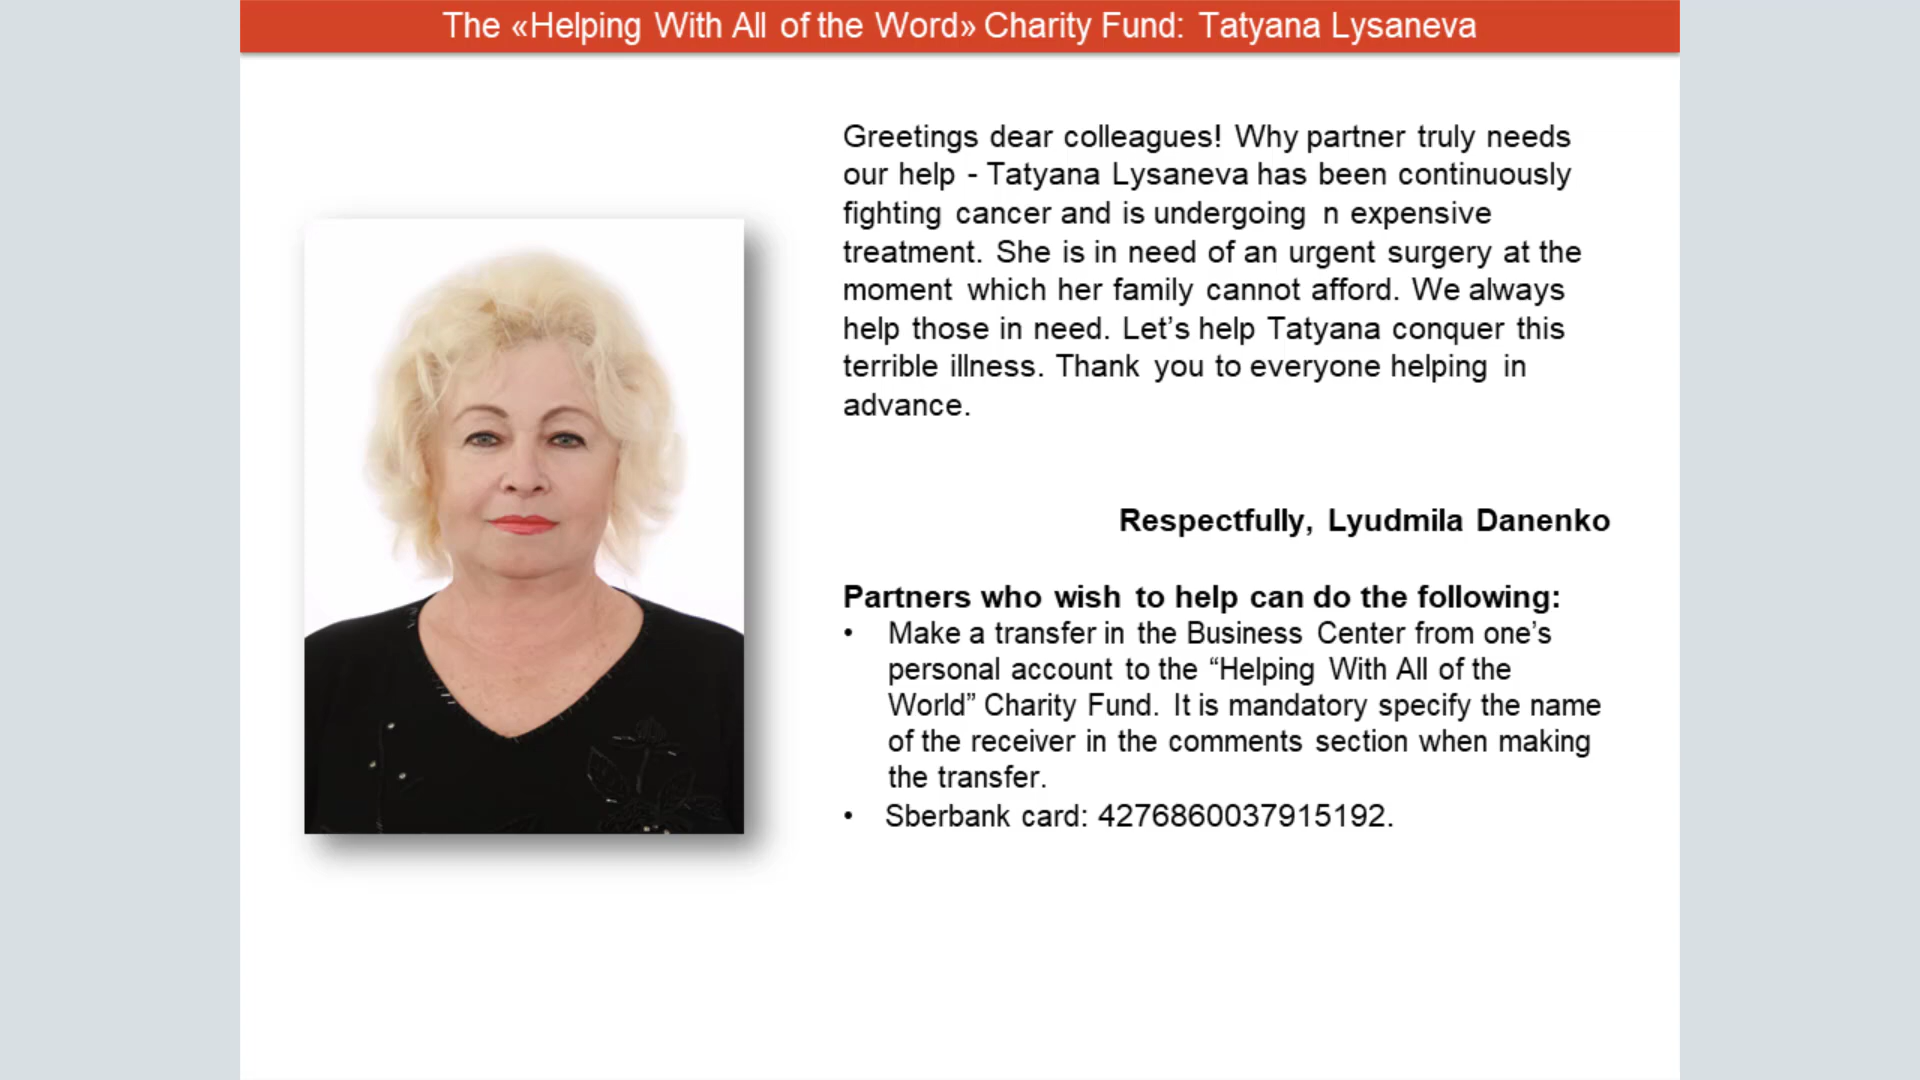 The «Helping With All of the Word» Charity Fund: Tatyana Lysaneva
Greetings dear colleagues! Why partner truly needs
our help - Tatyana Lysaneva has been continuously
fighting cancer and is undergoing n expensive
treatment. She is in need of an urgent surgery at the
moment which her family cannot afford. We always
help those in need. Let’s help Tatyana conquer this
terrible illness. Thank you to everyone helping in
advance.
Respectfully, Lyudmila Danenko
Partners who wish to help can do the following:
• Make a transfer in the Business Center from one’s
personal account to the “Helping With All of the
World” Charity Fund. It is mandatory specify the name
of the receiver in the comments section when making
the transfer.
• Sberbank card: 4276860037915192.